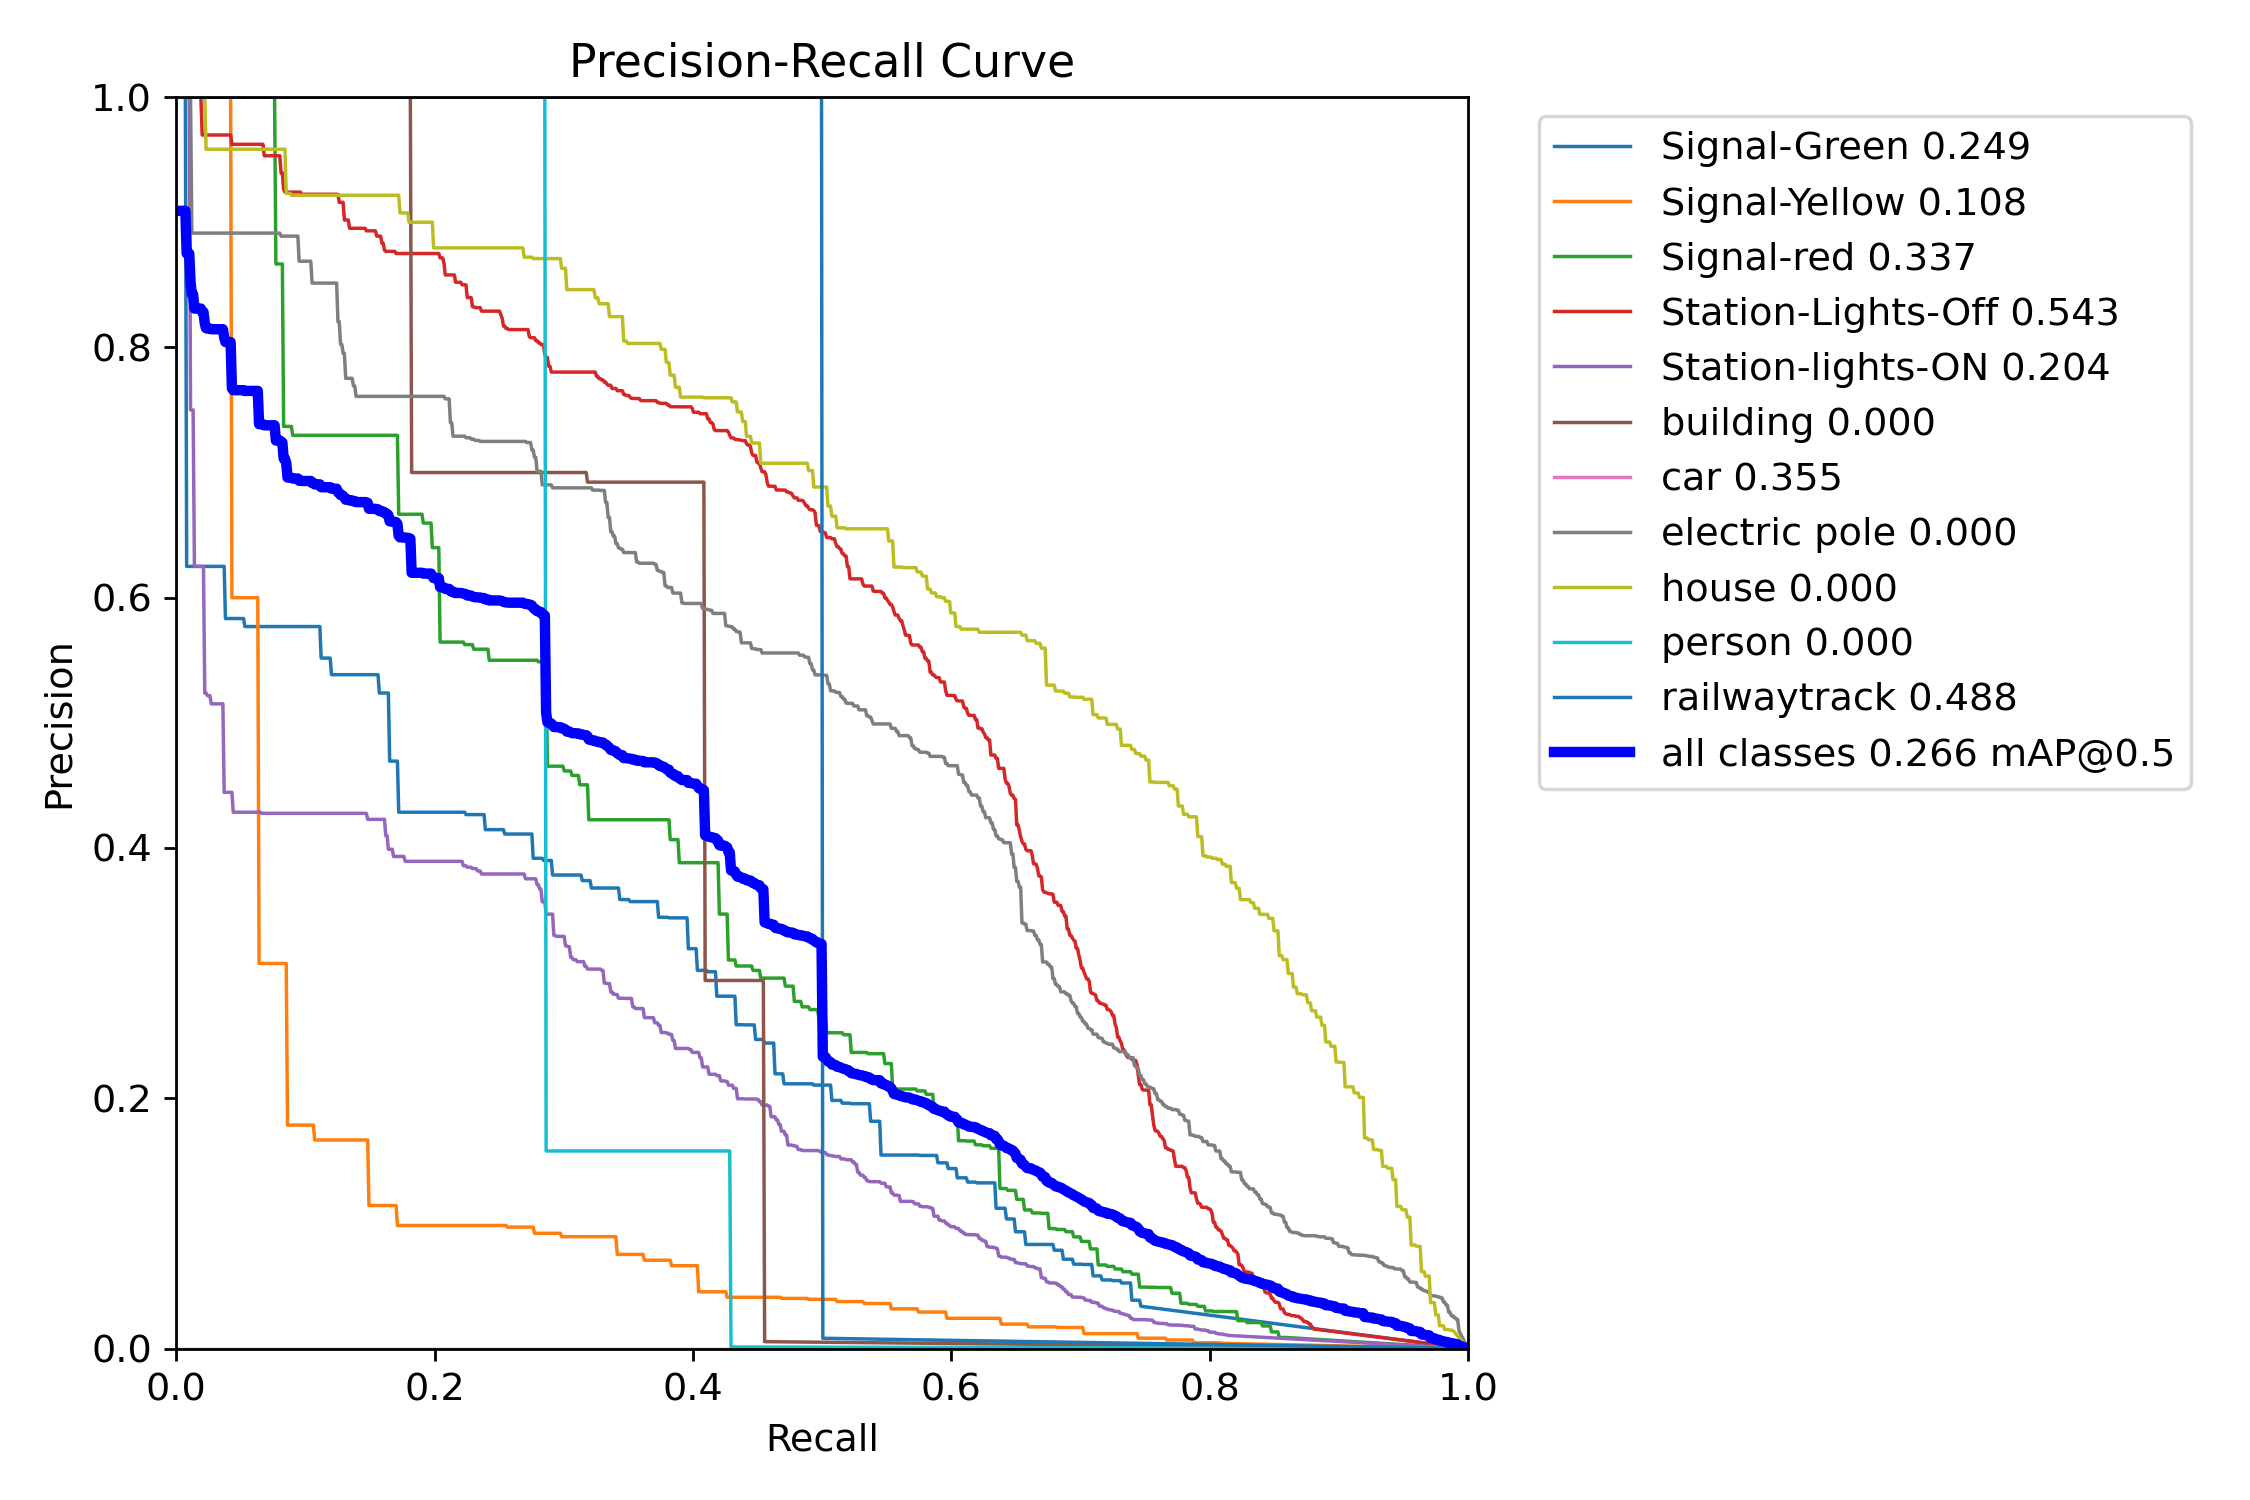 Precision-Recall Curve
1.0
0.8
0.6
0.4
0.2
0.0
Precision
0.0 0.2 0.4 0.6 0.8 1.0
Recall
Signal-Green 0.249
Signal-Yellow 0.108
Signal-red 0.337
Station-Lights-Off 0.543
Station-lights-ON 0.204
building 0.000
car 0.355
electric pole 0.000
house 0.000
person 0.000
railwaytrack 0.488
all classes 0.266 mAP@0.5